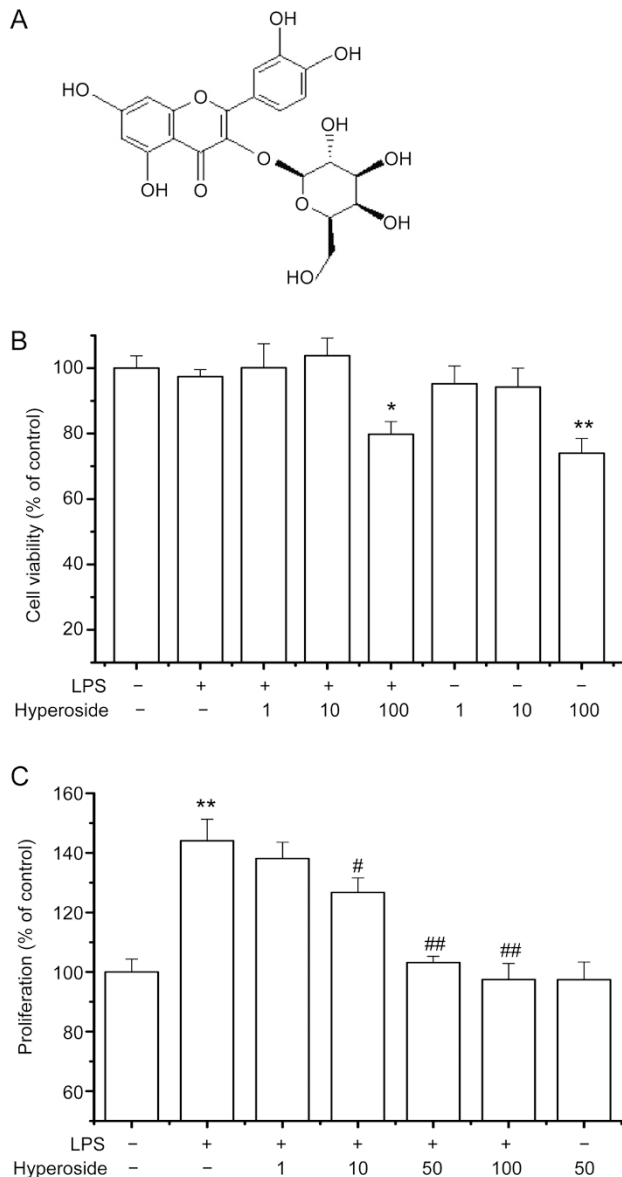 A
OH
OH
HO
O
OH
O
OH
O
OH
O
OH
HO
B
Cell viability (% of control)
100
80
60
40
20
*
**
LPS − + + + + − − −
Hyperoside − − 1 10 100 1 10 100
C
Proliferation (% of control)
160
140
120
100
80
60
**
#
##
##
LPS − + + + + + −
Hyperoside − − 1 10 50 100 50